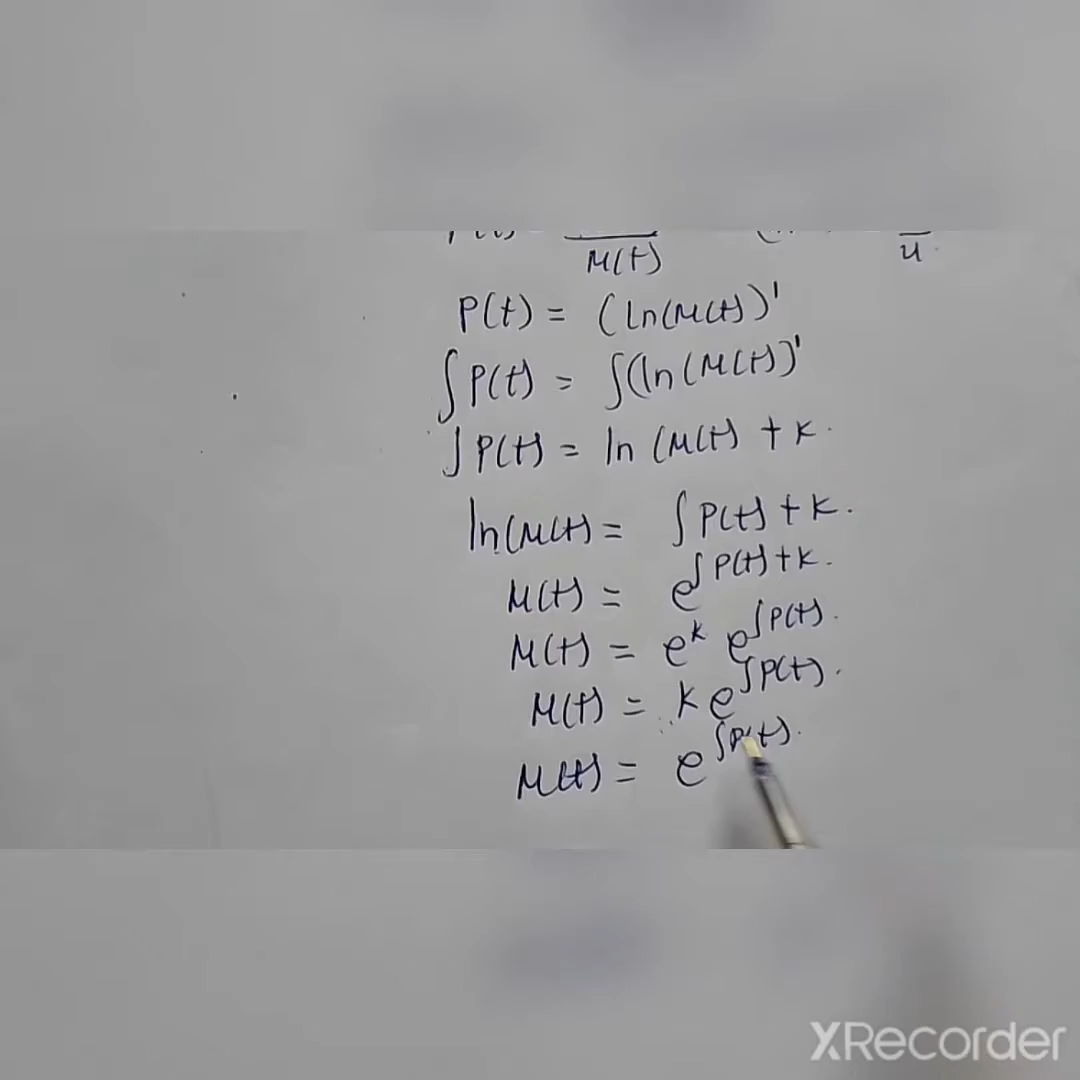 μ(t) u
P(t) = (ln(μ(t))'
∫P(t) = ∫(ln(μ(t))'
∫P(t) = ln(μ(t) + k.
ln(μ(t) = ∫P(t) + k.
μ(t) = e^∫P(t)+k.
μ(t) = e^k e^∫P(t).
μ(t) = k e^∫P(t).
μ(t) = e^∫P(t).
XRecorder